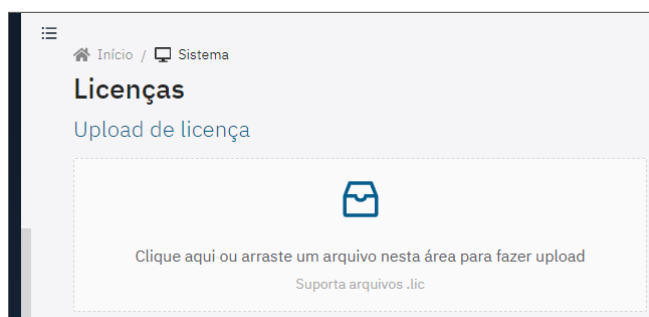 Início / Sistema
Licenças
Upload de licença
Clique aqui ou arraste um arquivo nesta área para fazer upload
Suporta arquivos .lic